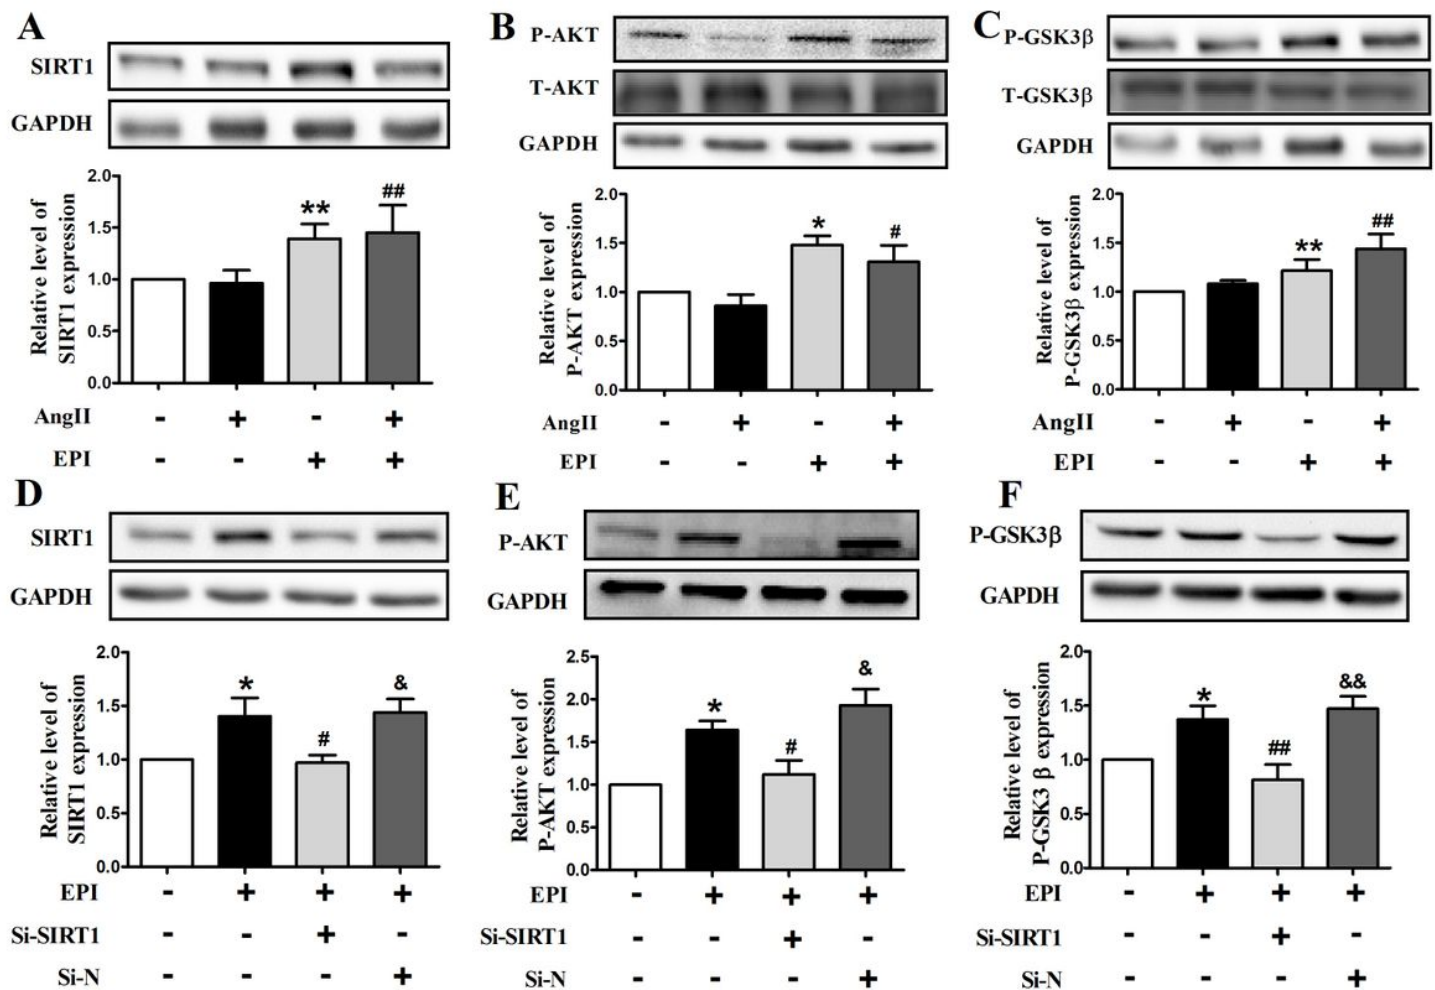 A
SIRT1
GAPDH
Relative level of
SIRT1 expression
2.0
1.5
1.0
0.5
0.0
**
##
AngII - + - +
EPI - - + +
B
P-AKT
T-AKT
GAPDH
Relative level of
P-AKT expression
2.0
1.5
1.0
0.5
0.0
*
#
AngII - + - +
EPI - - + +
C
P-GSK3β
T-GSK3β
GAPDH
Relative level of
P-GSK3β expression
2.0
1.5
1.0
0.5
0.0
**
##
AngII - + - +
EPI - - + +
D
SIRT1
GAPDH
Relative level of
SIRT1 expression
2.0
1.5
1.0
0.5
0.0
*
#
&
EPI - + + +
Si-SIRT1 - - + -
Si-N - - - +
E
P-AKT
GAPDH
Relative level of
P-AKT expression
2.5
2.0
1.5
1.0
0.5
0.0
*
#
&
EPI - + + +
Si-SIRT1 - - + -
Si-N - - - +
F
P-GSK3β
GAPDH
Relative level of
P-GSK3 β expression
2.0
1.5
1.0
0.5
0.0
*
##
&&
EPI - + + +
Si-SIRT1 - - + -
Si-N - - - +